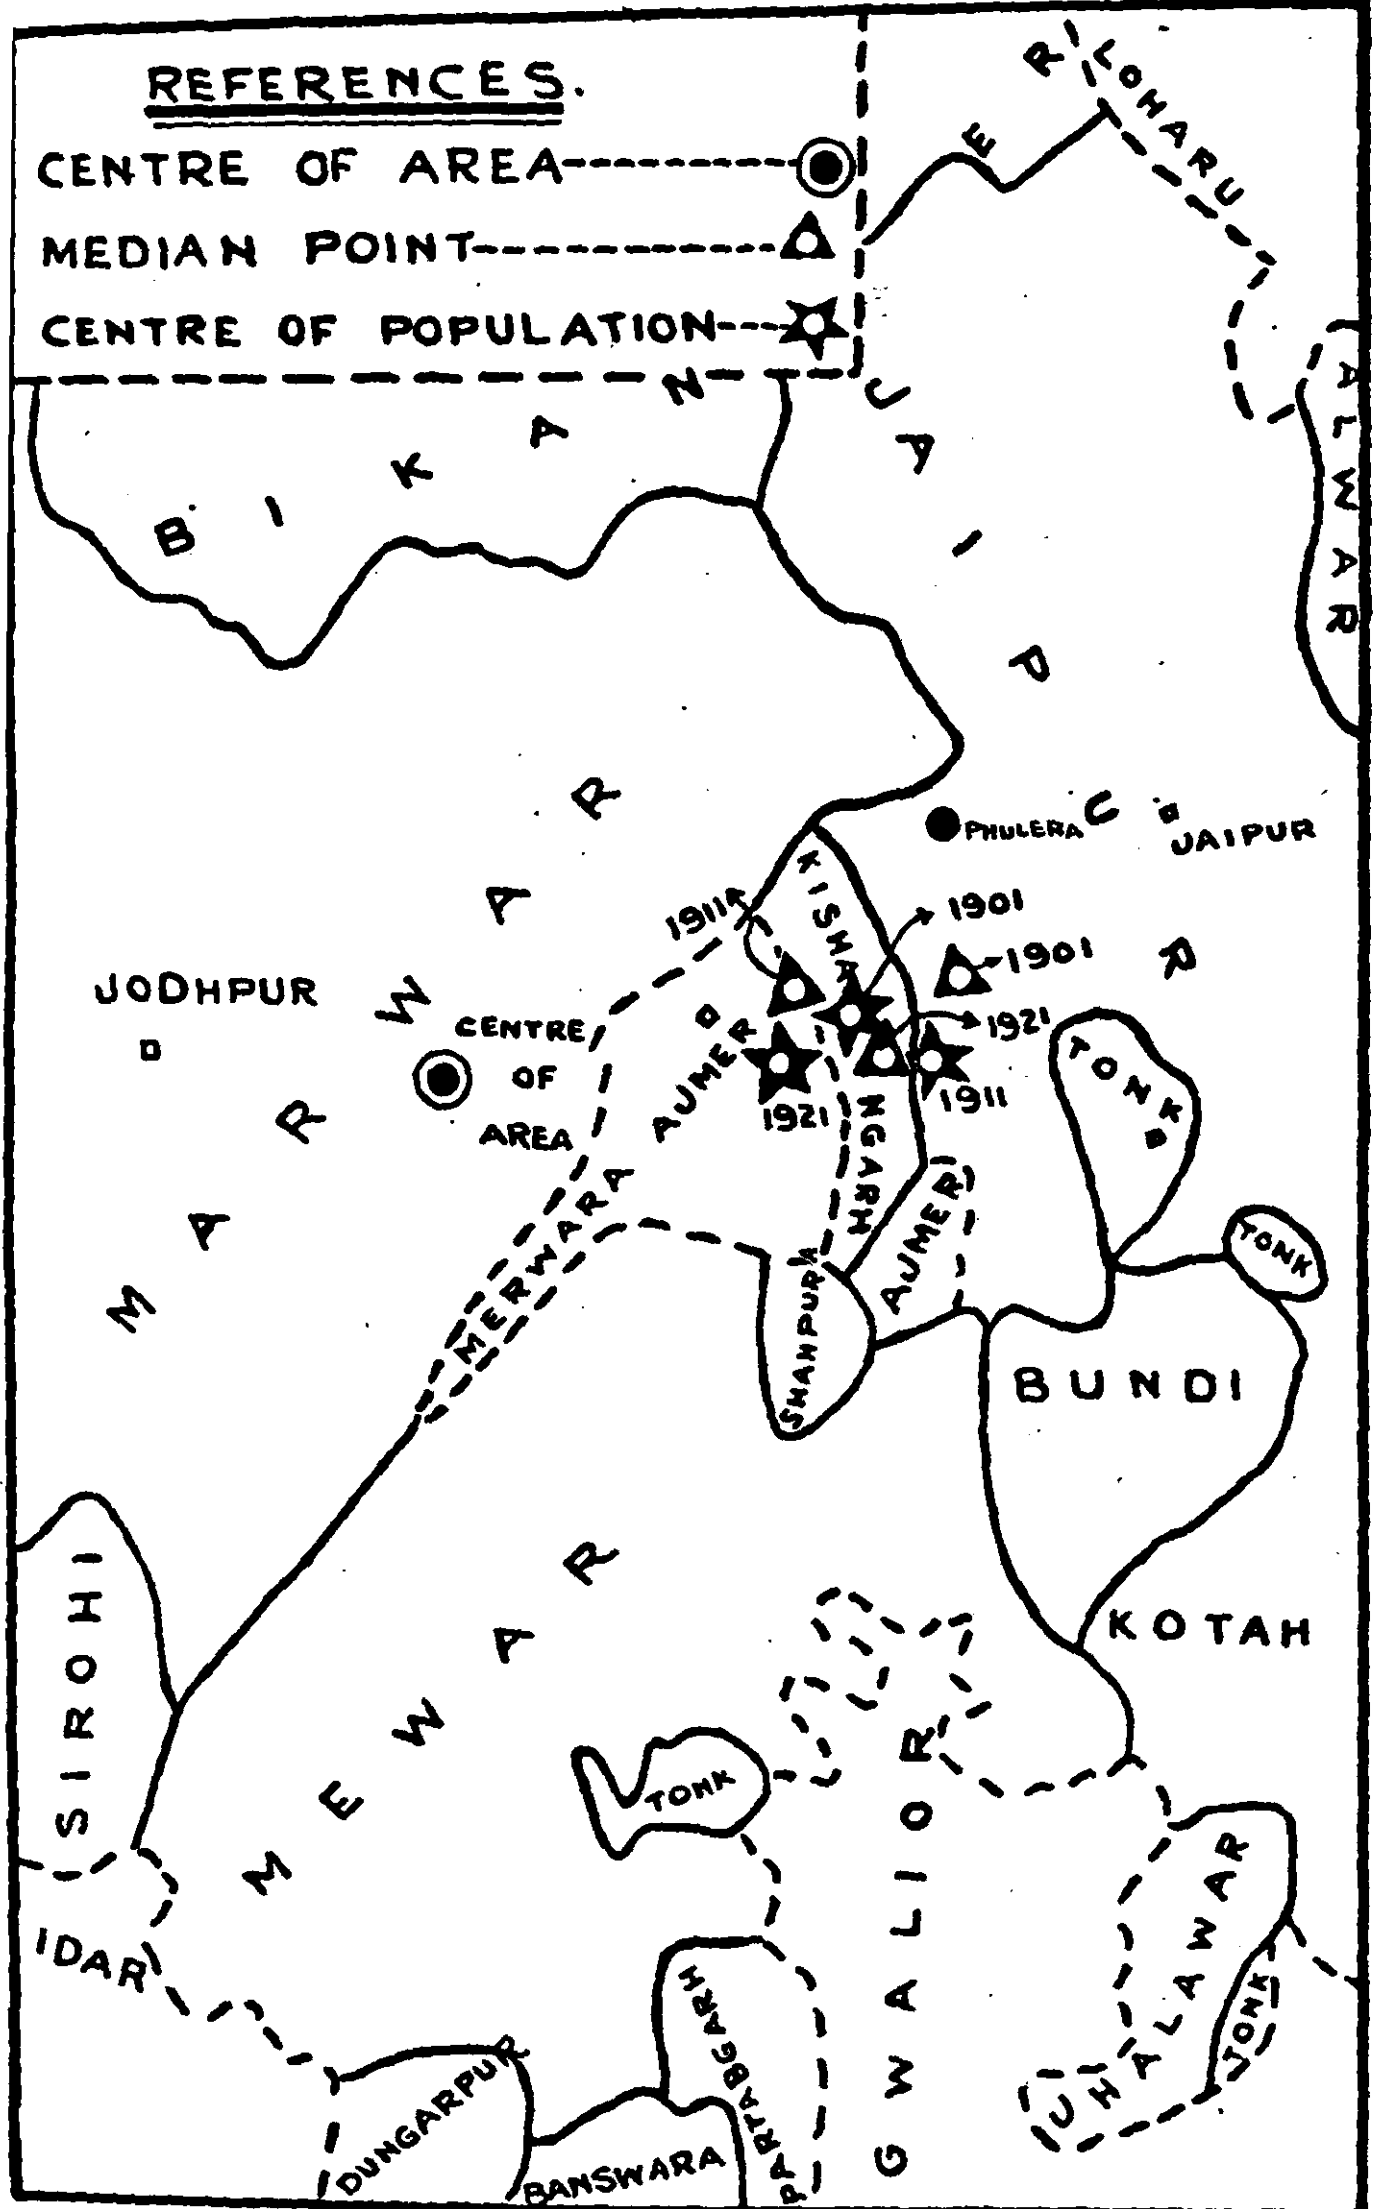 REFERENCES.
CENTRE OF AREA
MEDIAN POINT
CENTRE OF POPULATION
BIKANER
LOHARU
ALWAR
JAIPUR
PHULERA
JAIPUR
MARWAR
KISHANGARH
1911
1901
1901
1921
1911
1921
JODHPUR
CENTRE
OF
AREA
AJMER
MERWARA
TONK
TONK
AJMER
SHAHPURA
BUNDI
KOTAH
SIROHI
MEWAR
TONK
GWALIOR
IDAR
JHALAWAR
TONK
PARTABGARH
DUNGARPUR
BANSWARA